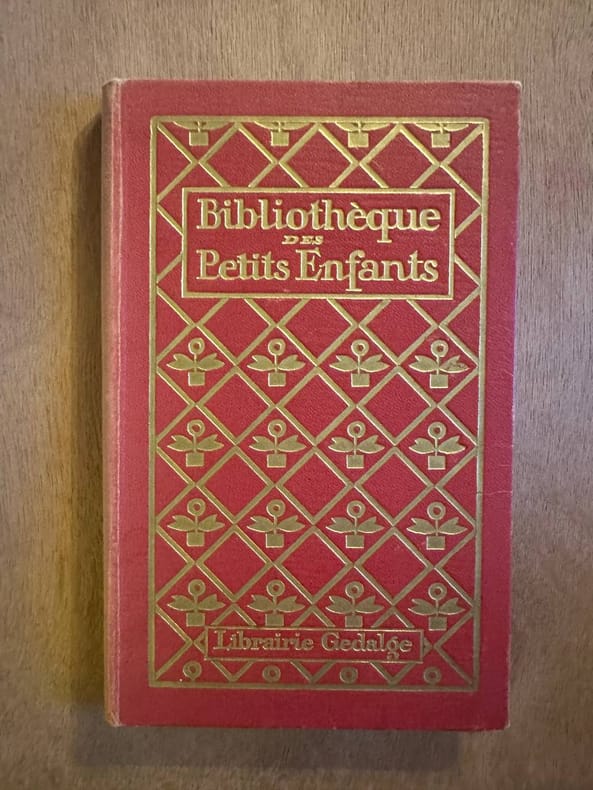 Bibliothèque
DES
Petits Enfants
Librairie Gedalge